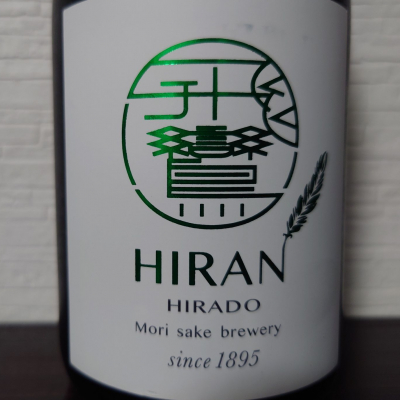 HIRAN
HIRADO
Mori sake brewery
since 1895